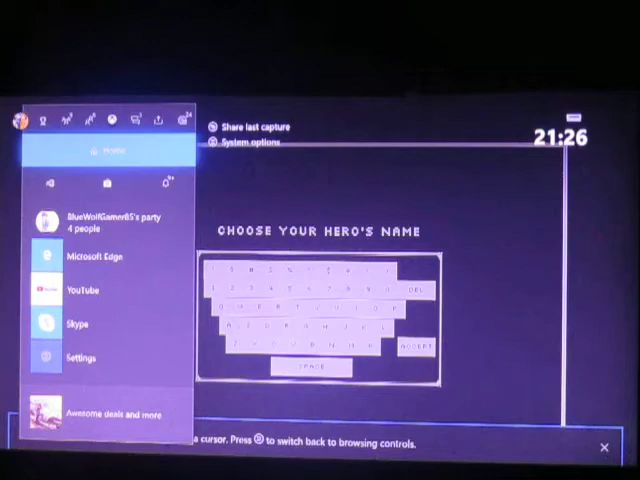 Share last capture
System options
21:26
Home
BlueWolfGamer85's party
4 people
Microsoft Edge
YouTube
Skype
Settings
Awesome deals and more
CHOOSE YOUR HERO'S NAME
DEL
ACCEPT
SPACE
a cursor. Press to switch back to browsing controls.